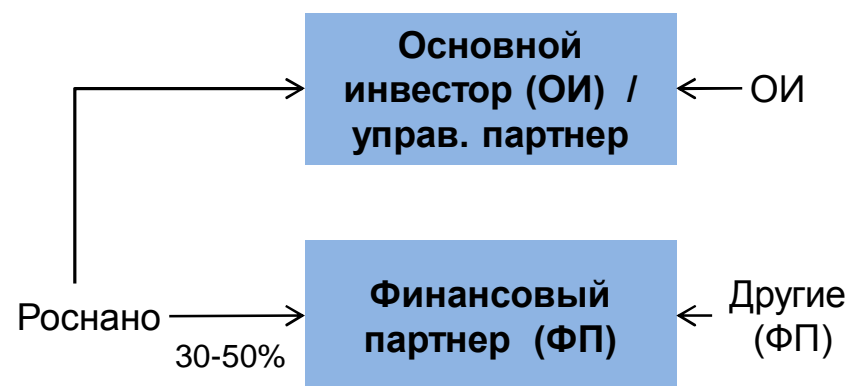 Основной
инвестор (ОИ) /
управ. партнер
ОИ
Роснано
30-50%
Финансовый
партнер (ФП)
Другие
(ФП)